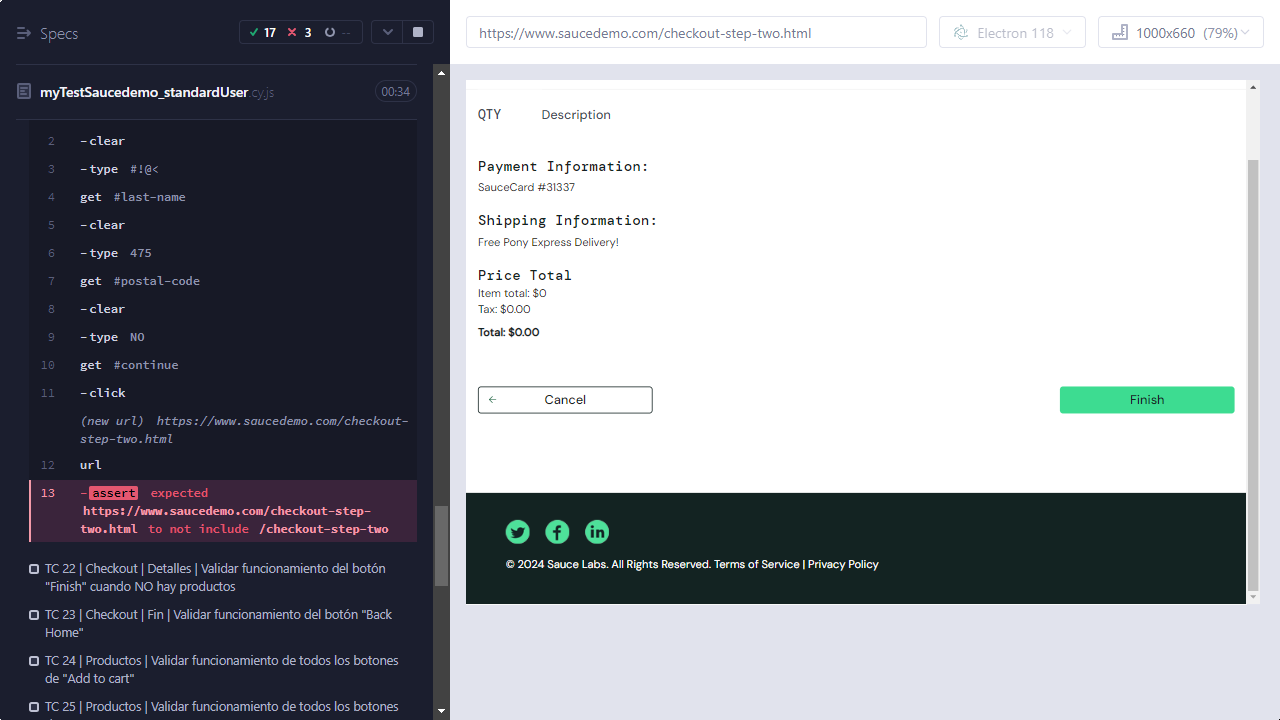 Specs
17 3 --
myTestSaucedemo_standardUser.cy.js 00:34
2 -clear
3 -type #!@<
4 get #last-name
5 -clear
6 -type 475
7 get #postal-code
8 -clear
9 -type NO
10 get #continue
11 -click
(new url) https://www.saucedemo.com/checkout-
step-two.html
12 url
13 -assert expected
https://www.saucedemo.com/checkout-step-
two.html to not include /checkout-step-two
TC 22 | Checkout | Detalles | Validar funcionamiento del botón
"Finish" cuando NO hay productos
TC 23 | Checkout | Fin | Validar funcionamiento del botón "Back
Home"
TC 24 | Productos | Validar funcionamiento de todos los botones
de "Add to cart"
TC 25 | Productos | Validar funcionamiento de todos los botones
https://www.saucedemo.com/checkout-step-two.html
Electron 118
1000x660 (79%)
QTY Description
Payment Information:
SauceCard #31337
Shipping Information:
Free Pony Express Delivery!
Price Total
Item total: $0
Tax: $0.00
Total: $0.00
Cancel
Finish
© 2024 Sauce Labs. All Rights Reserved. Terms of Service | Privacy Policy